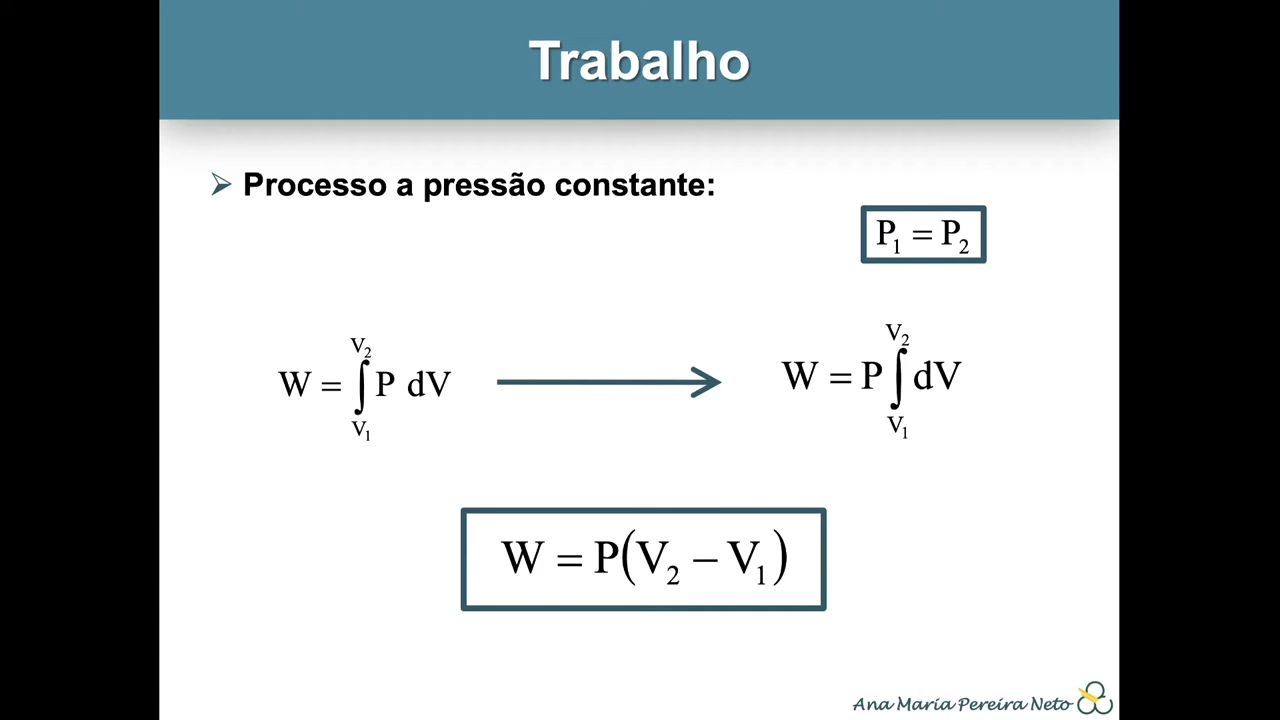 Trabalho
➢ Processo a pressão constante:
P₁ = P₂
W = ∫_{V₁}^{V₂} P dV
W = P ∫_{V₁}^{V₂} dV
W = P(V₂ − V₁)
Ana Maria Pereira Neto